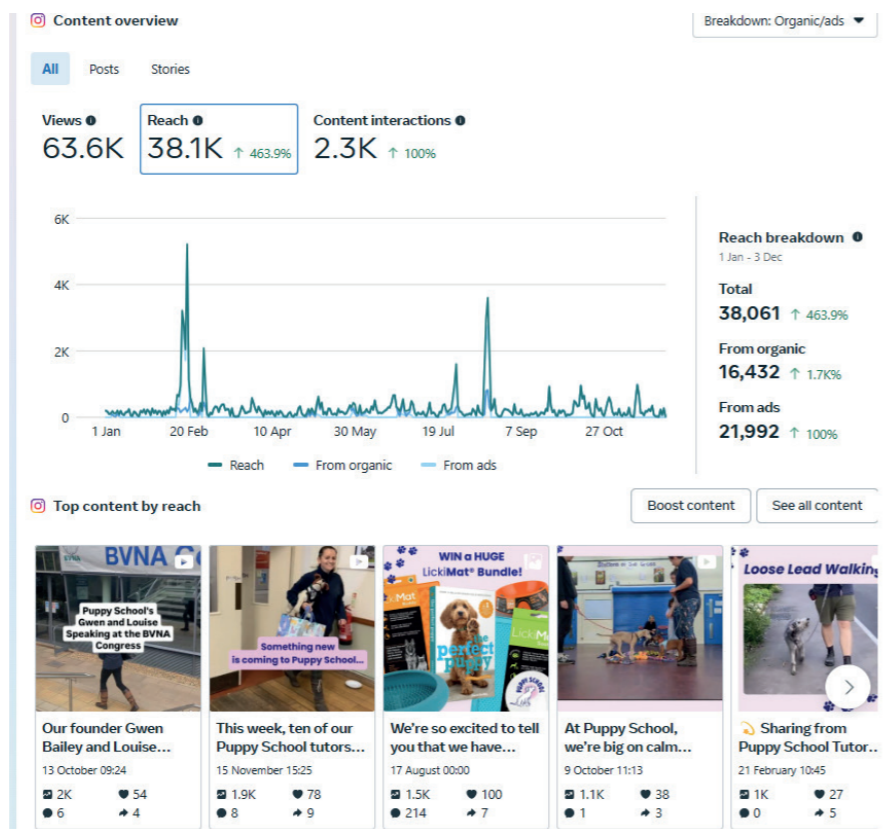 Content overview
Breakdown: Organic/ads
All Posts Stories
Views Reach Content interactions
63.6K 38.1K ↑ 463.9% 2.3K ↑ 100%
6K
4K
2K
0
1 Jan 20 Feb 10 Apr 30 May 19 Jul 7 Sep 27 Oct
Reach From organic From ads
Reach breakdown
1 Jan - 3 Dec
Total
38,061 ↑ 463.9%
From organic
16,432 ↑ 1.7K%
From ads
21,992 ↑ 100%
Top content by reach
Boost content See all content
BVNA
Puppy School's
Gwen and Louise
Speaking at the BVNA
Congress
Our founder Gwen
Bailey and Louise...
13 October 09:24
2K 54
6 4
Something new
is coming to Puppy School...
This week, ten of our
Puppy School tutors...
15 November 15:25
1.9K 78
8 9
WIN a HUGE
LickiMat® Bundle!
Mat
the
perfect
puppy
PUPPY SCHOOL
We're so excited to tell
you that we have...
17 August 00:00
1.5K 100
214 7
At Puppy School,
we're big on calm...
9 October 11:13
1.1K 38
1 3
Loose Lead Walking
Sharing from
Puppy School Tutor...
21 February 10:45
1K 27
0 5